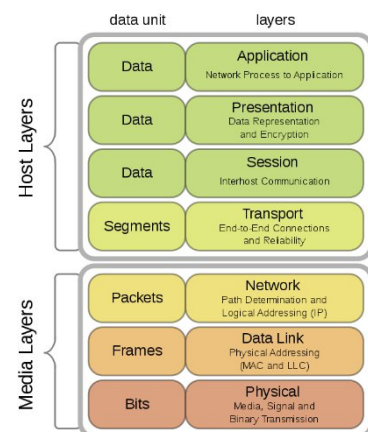 data unit layers
Host Layers
Data Application
Network Process to Application
Data Presentation
Data Representation
and Encryption
Data Session
Interhost Communication
Segments Transport
End-to-End Connections
and Reliability
Media Layers
Packets Network
Path Determination and
Logical Addressing (IP)
Frames Data Link
Physical Addressing
(MAC and LLC)
Bits Physical
Media, Signal and
Binary Transmission